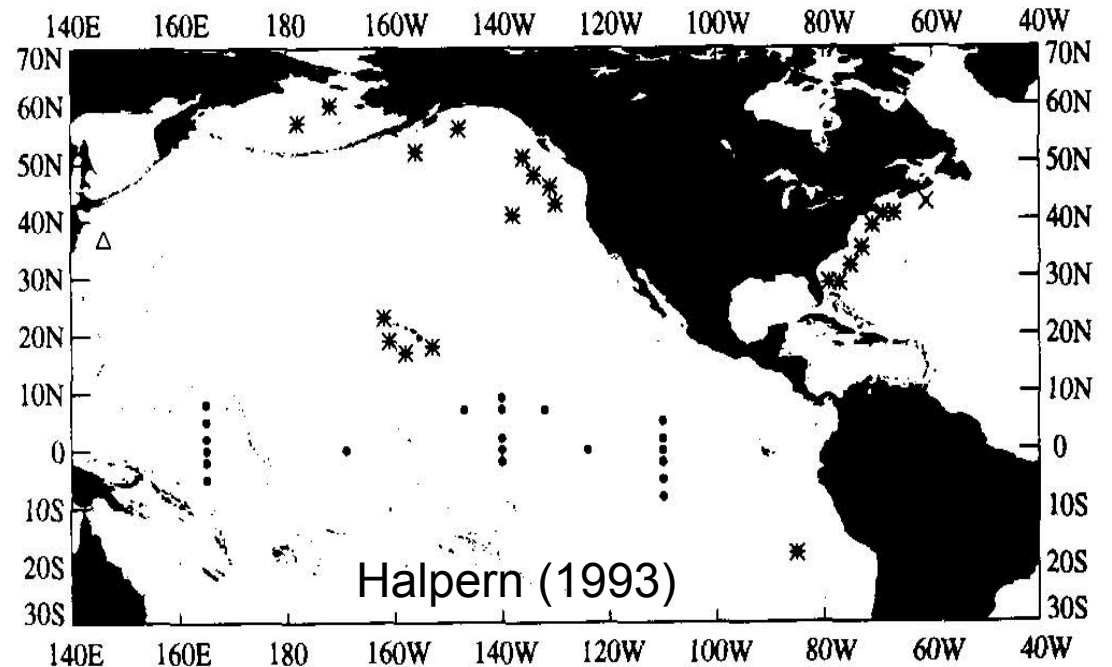 140E 160E 180 160W 140W 120W 100W 80W 60W 40W
70N 70N
60N 60N
50N 50N
40N 40N
30N 30N
20N 20N
10N 10N
0 0
10S 10S
20S 20S
Halpern (1993)
30S 30S
140E 160E 180 160W 140W 120W 100W 80W 60W 40W